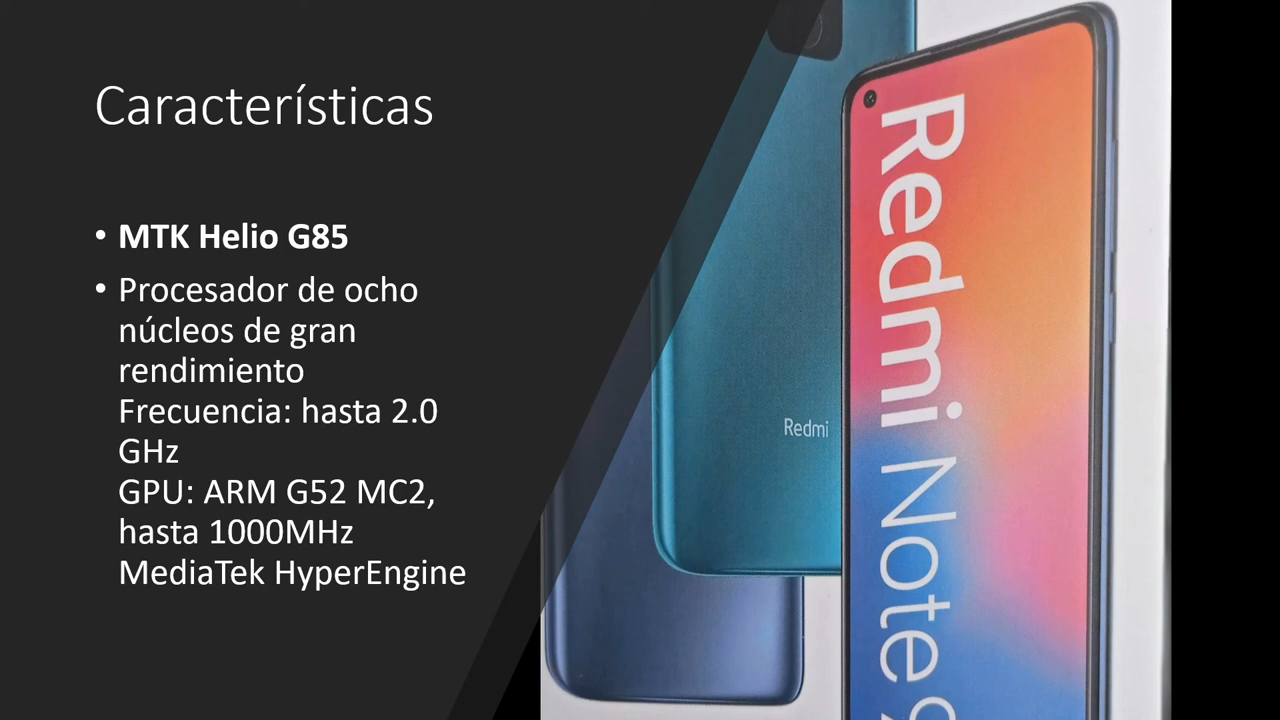 Características
• MTK Helio G85
• Procesador de ocho
núcleos de gran
rendimiento
Frecuencia: hasta 2.0
GHz
GPU: ARM G52 MC2,
hasta 1000MHz
MediaTek HyperEngine
Redmi
Redmi Note